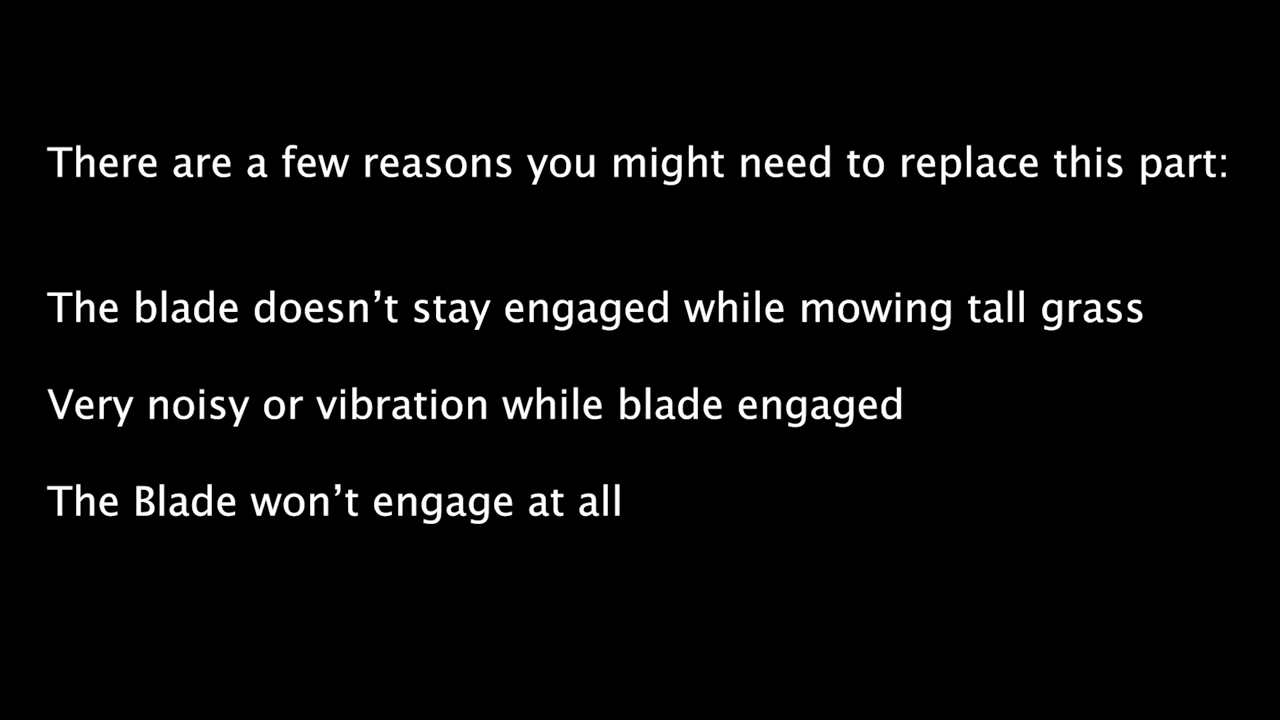 There are a few reasons you might need to replace this part:
The blade doesn’t stay engaged while mowing tall grass
Very noisy or vibration while blade engaged
The Blade won’t engage at all